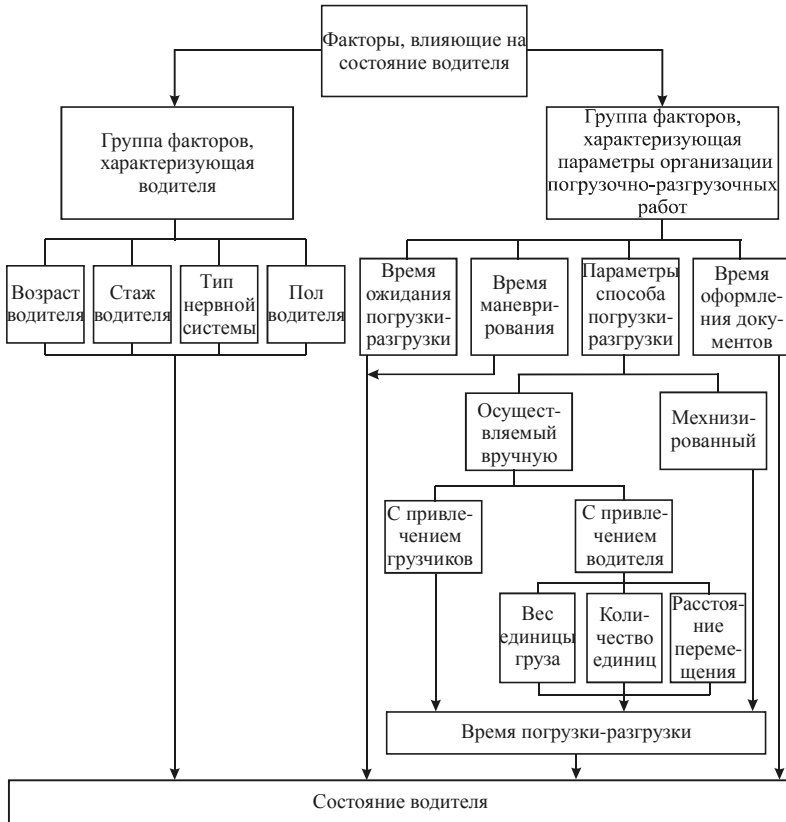 Факторы, влияющие на
состояние водителя
Группа факторов,
характеризующая
водителя
Группа факторов,
характеризующая
параметры организации
погрузочно-разгрузочных
работ
Возраст
водителя
Стаж
водителя
Тип
нервной
системы
Пол
водителя
Время
ожидания
погрузки-
разгрузки
Время
маневри-
рования
Параметры
способа
погрузки-
разгрузки
Время
оформле-
ния доку-
ментов
Осущест-
вляемый
вручную
Мехнизи-
рованный
С привле-
чением
грузчиков
С привле-
чением
водителя
Вес
единицы
груза
Коли-
чество
единиц
Расстоя-
ние
переме-
щения
Время погрузки-разгрузки
Состояние водителя